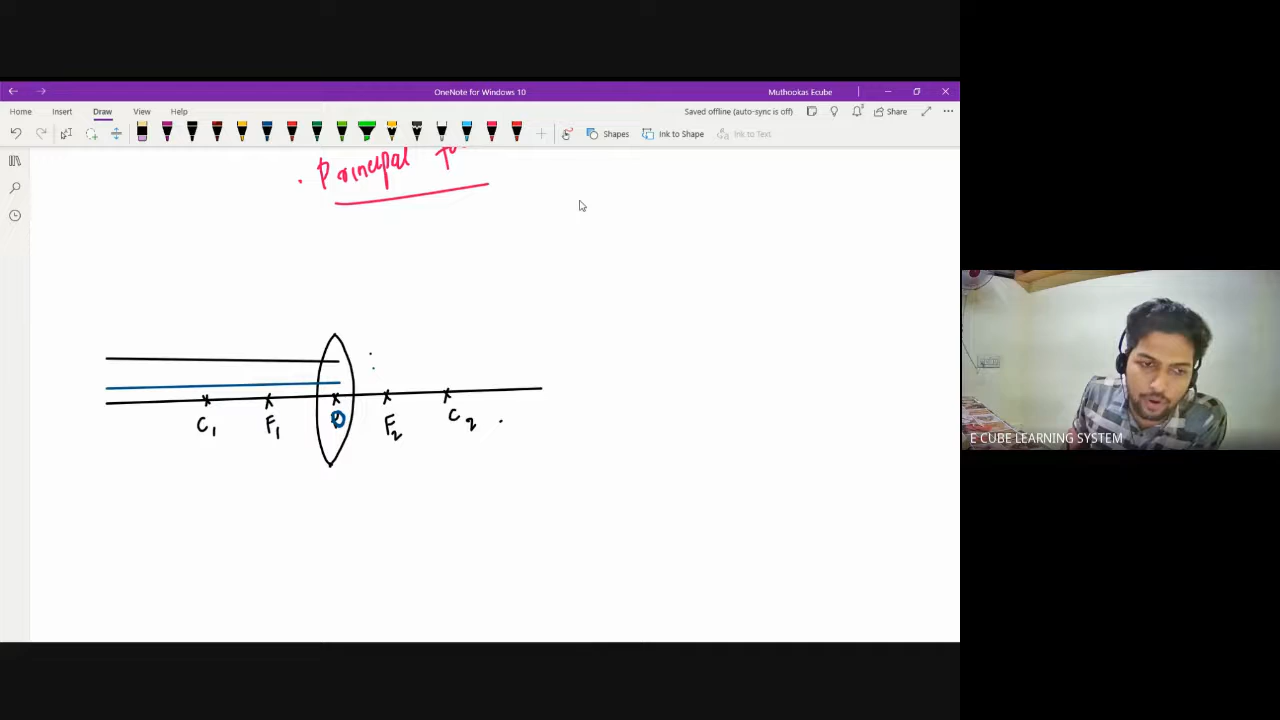 OneNote for Windows 10
Muthookas Ecube
Home Insert Draw View Help
Saved offline (auto-sync is off)
Share
Shapes
Ink to Shape
Ink to Text
. Principal
C1 F1 F2 C2
E CUBE LEARNING SYSTEM